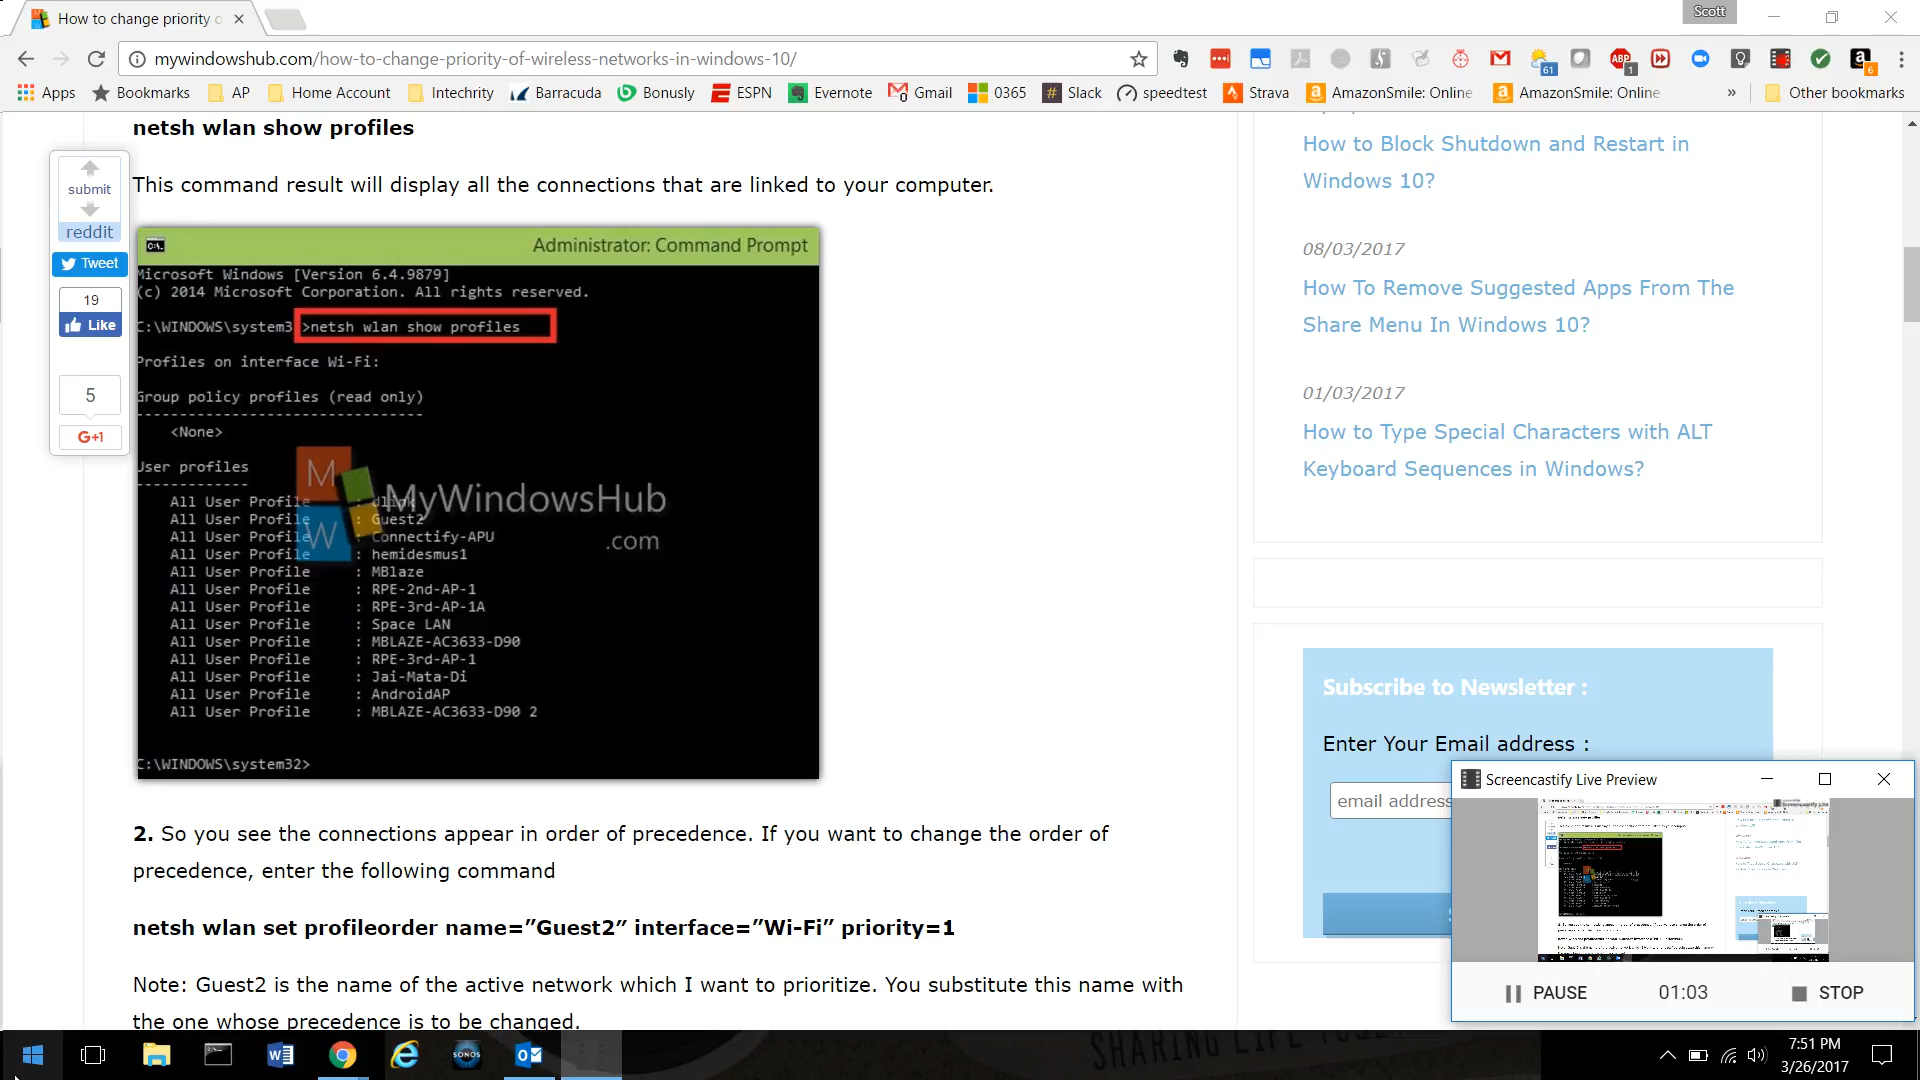 How to change priority o
Scott
mywindowshub.com/how-to-change-priority-of-wireless-networks-in-windows-10/
61
ABP
1
6
Apps
Bookmarks
AP
Home Account
Intechrity
Barracuda
Bonusly
ESPN
Evernote
Gmail
0365
Slack
speedtest
Strava
AmazonSmile: Online
AmazonSmile: Online
»
Other bookmarks
netsh wlan show profiles
This command result will display all the connections that are linked to your computer.
submit
reddit
Tweet
19
Like
5
G+1
C:\.
Administrator: Command Prompt
Microsoft Windows [Version 6.4.9879]
(c) 2014 Microsoft Corporation. All rights reserved.
C:\WINDOWS\system3 >netsh wlan show profiles
Profiles on interface Wi-Fi:
Group policy profiles (read only)
---------------------------------
<None>
User profiles
-------------
All User Profile : dlink
All User Profile : Guest2
All User Profile : Connectify-APU
All User Profile : hemidesmus1
All User Profile : MBlaze
All User Profile : RPE-2nd-AP-1
All User Profile : RPE-3rd-AP-1A
All User Profile : Space LAN
All User Profile : MBLAZE-AC3633-D90
All User Profile : RPE-3rd-AP-1
All User Profile : Jai-Mata-Di
All User Profile : AndroidAP
All User Profile : MBLAZE-AC3633-D90 2
C:\WINDOWS\system32>
M
W
MyWindowsHub
.com
2. So you see the connections appear in order of precedence. If you want to change the order of
precedence, enter the following command
netsh wlan set profileorder name=”Guest2” interface=”Wi-Fi” priority=1
Note: Guest2 is the name of the active network which I want to prioritize. You substitute this name with
the one whose precedence is to be changed.
How to Block Shutdown and Restart in
Windows 10?
08/03/2017
How To Remove Suggested Apps From The
Share Menu In Windows 10?
01/03/2017
How to Type Special Characters with ALT
Keyboard Sequences in Windows?
Subscribe to Newsletter :
Enter Your Email address :
email address
Screencastify Live Preview
PAUSE
01:03
STOP
SONOS
SHARING LIFE
7:51 PM
3/26/2017